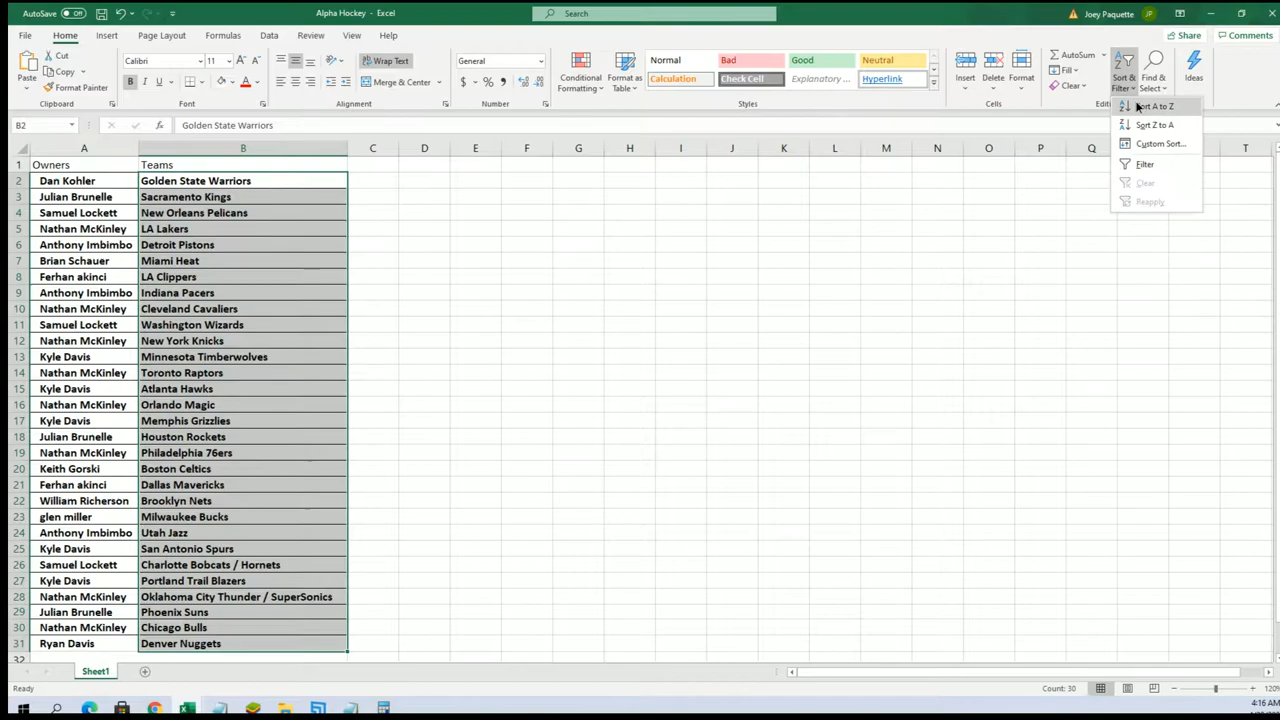 AutoSave Off
Alpha Hockey - Excel
Search
Joey Paquette JP
File Home Insert Page Layout Formulas Data Review View Help Share Comments
Paste
Cut
Copy
Format Painter
Clipboard
Calibri 11
B I U
Font
Wrap Text
Merge & Center
Alignment
General
$ % ,
Number
Conditional Formatting
Format as Table
Normal Bad Good Neutral
Calculation Check Cell Explanatory ... Hyperlink
Styles
Insert Delete Format
Cells
AutoSum
Fill
Clear
Sort & Filter
Find & Select
Ideas
Sort Z to A
Custom Sort...
Filter
Clear
Reapply
B2 fx Golden State Warriors
A B C D E F G H I J K L M N O P Q T
1 Owners Teams
2 Dan Kohler Golden State Warriors
3 Julian Brunelle Sacramento Kings
4 Samuel Lockett New Orleans Pelicans
5 Nathan McKinley LA Lakers
6 Anthony Imbimbo Detroit Pistons
7 Brian Schauer Miami Heat
8 Ferhan akinci LA Clippers
9 Anthony Imbimbo Indiana Pacers
10 Nathan McKinley Cleveland Cavaliers
11 Samuel Lockett Washington Wizards
12 Nathan McKinley New York Knicks
13 Kyle Davis Minnesota Timberwolves
14 Nathan McKinley Toronto Raptors
15 Kyle Davis Atlanta Hawks
16 Nathan McKinley Orlando Magic
17 Kyle Davis Memphis Grizzlies
18 Julian Brunelle Houston Rockets
19 Nathan McKinley Philadelphia 76ers
20 Keith Gorski Boston Celtics
21 Ferhan akinci Dallas Mavericks
22 William Richerson Brooklyn Nets
23 glen miller Milwaukee Bucks
24 Anthony Imbimbo Utah Jazz
25 Kyle Davis San Antonio Spurs
26 Samuel Lockett Charlotte Bobcats / Hornets
27 Kyle Davis Portland Trail Blazers
28 Nathan McKinley Oklahoma City Thunder / SuperSonics
29 Julian Brunelle Phoenix Suns
30 Nathan McKinley Chicago Bulls
31 Ryan Davis Denver Nuggets
32
Sheet1
Ready Count: 30
4:16 AM